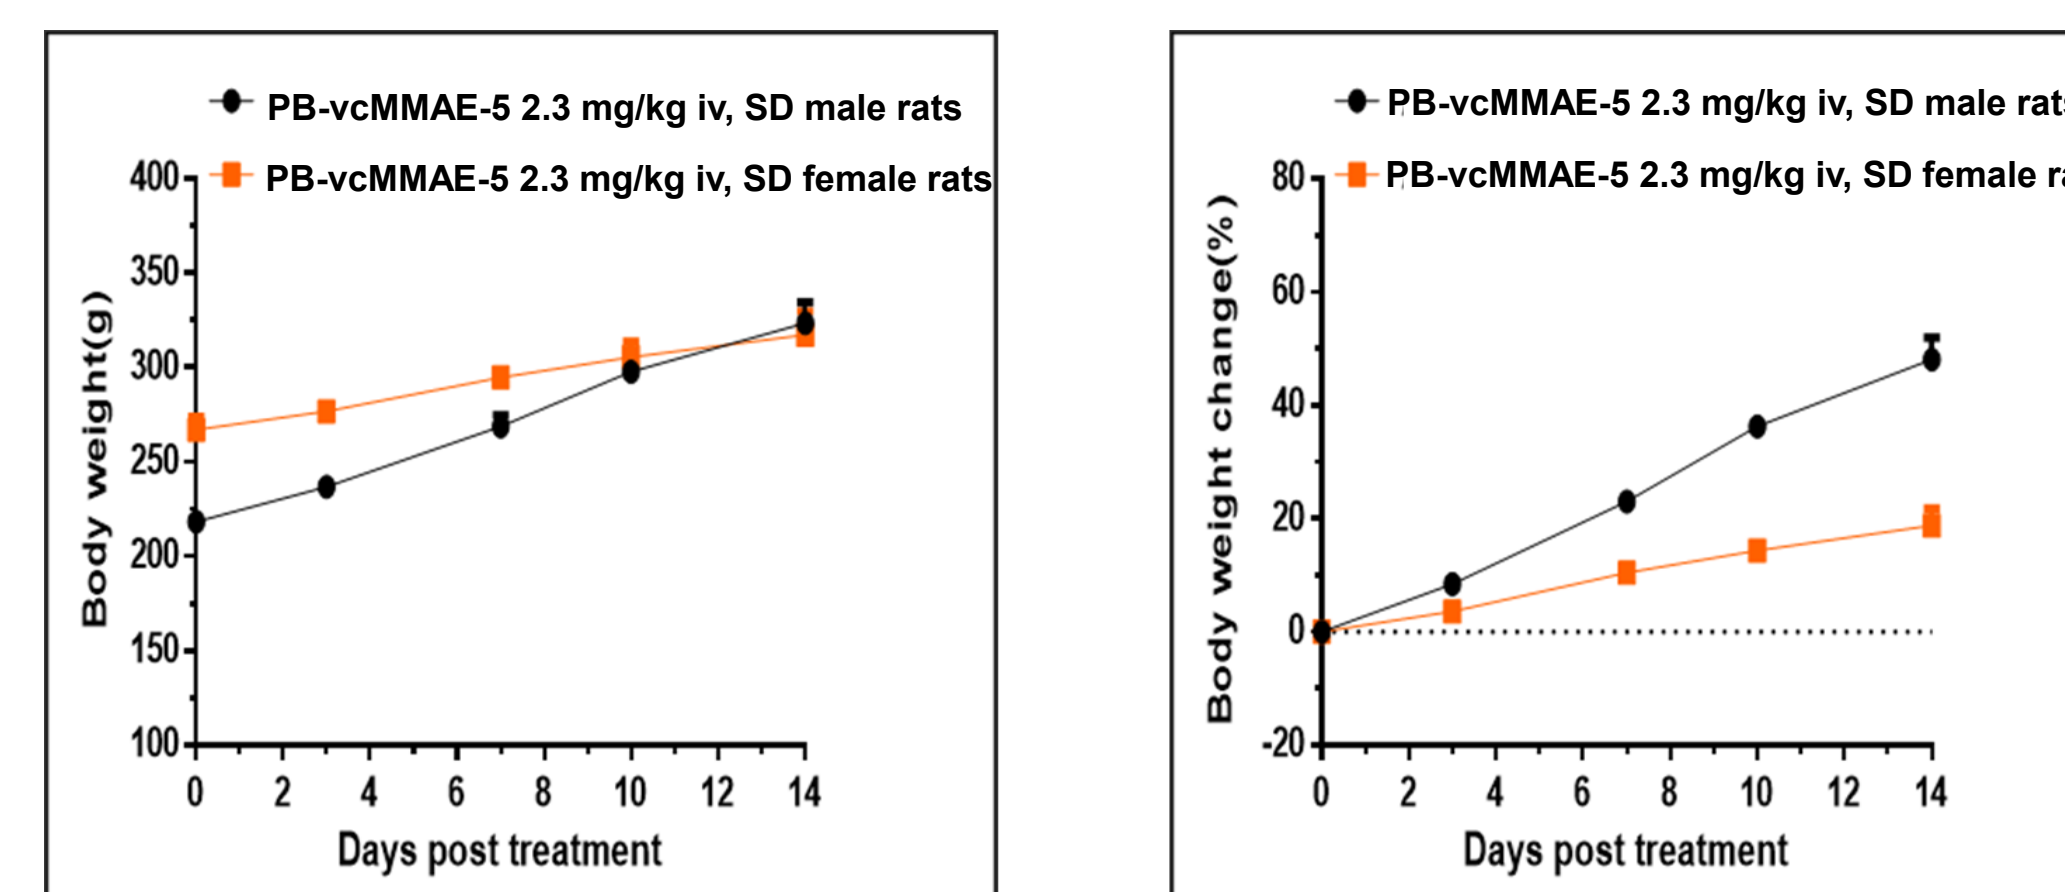 PB-vcMMAE-5 2.3 mg/kg iv, SD male rats
PB-vcMMAE-5 2.3 mg/kg iv, SD female rats
Body weight(g)
400
350
300
250
200
150
100
0 2 4 6 8 10 12 14
Days post treatment
PB-vcMMAE-5 2.3 mg/kg iv, SD male rats
PB-vcMMAE-5 2.3 mg/kg iv, SD female ra
Body weight change(%)
80
60
40
20
0
-20
0 2 4 6 8 10 12 14
Days post treatment